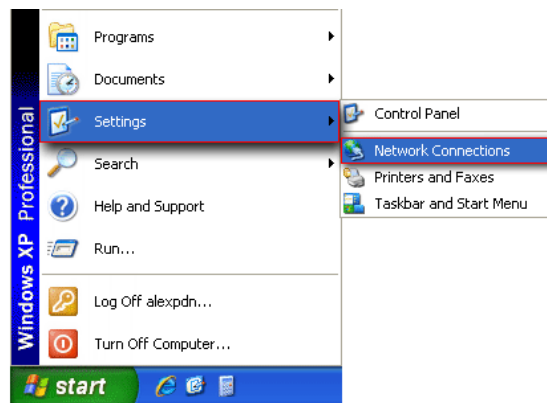 Programs
Documents
Settings
Search
Help and Support
Run...
Log Off alexpdn...
Turn Off Computer...
Windows XP Professional
Control Panel
Network Connections
Printers and Faxes
Taskbar and Start Menu
start